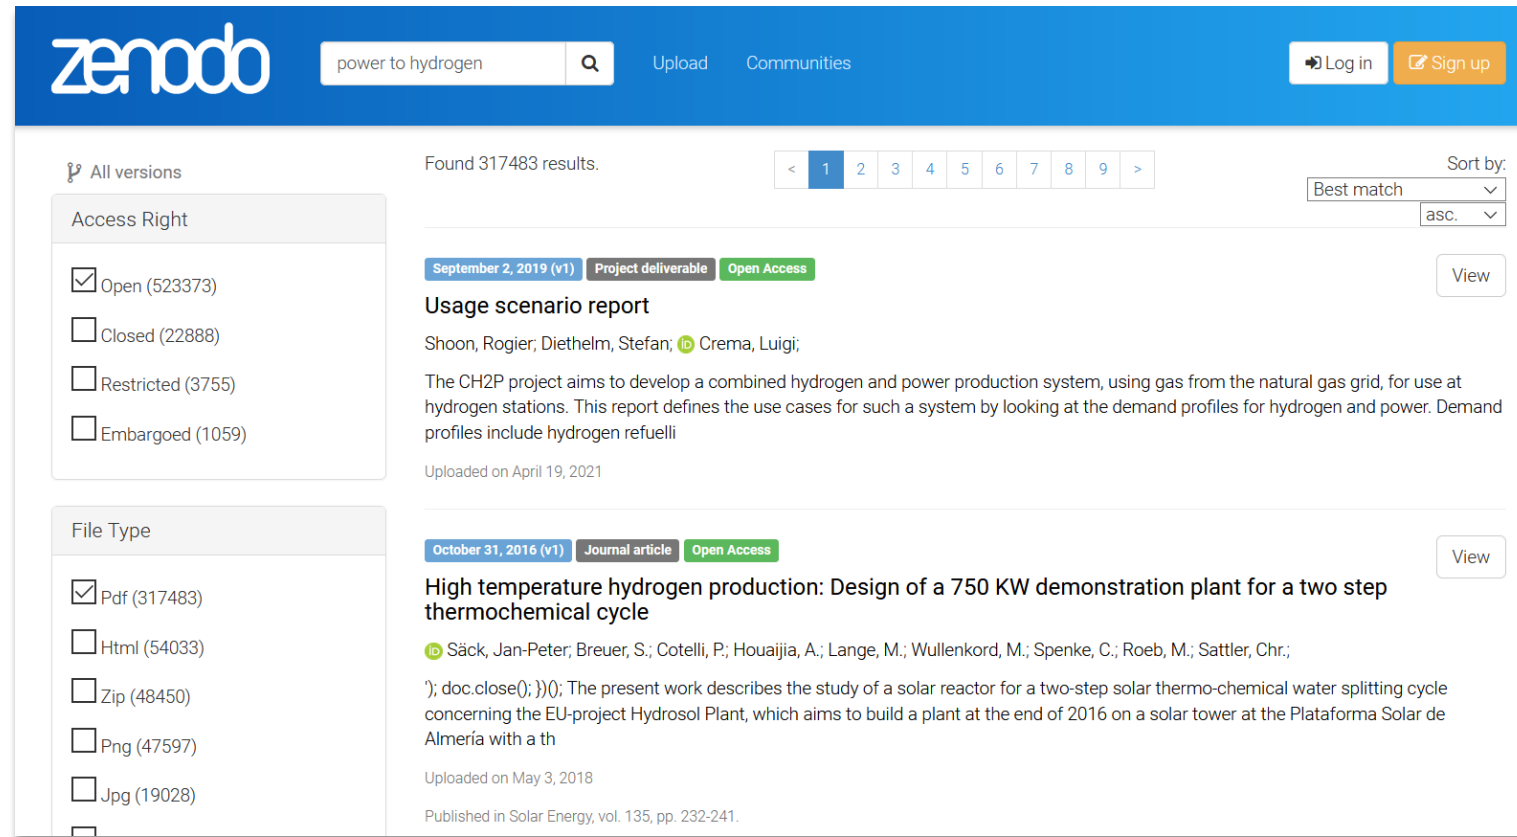 zenodo
power to hydrogen
Upload
Communities
Log in
Sign up
All versions
Access Right
Open (523373)
Closed (22888)
Restricted (3755)
Embargoed (1059)
File Type
Pdf (317483)
Html (54033)
Zip (48450)
Png (47597)
Jpg (19028)
Found 317483 results.
< 1 2 3 4 5 6 7 8 9 >
Sort by:
Best match
asc.
September 2, 2019 (v1) Project deliverable Open Access
View
Usage scenario report
Shoon, Rogier; Diethelm, Stefan; iD Crema, Luigi;
The CH2P project aims to develop a combined hydrogen and power production system, using gas from the natural gas grid, for use at
hydrogen stations. This report defines the use cases for such a system by looking at the demand profiles for hydrogen and power. Demand
profiles include hydrogen refuelli
Uploaded on April 19, 2021
October 31, 2016 (v1) Journal article Open Access
View
High temperature hydrogen production: Design of a 750 KW demonstration plant for a two step
thermochemical cycle
iD Säck, Jan-Peter; Breuer, S.; Cotelli, P.; Houaijia, A.; Lange, M.; Wullenkord, M.; Spenke, C.; Roeb, M.; Sattler, Chr.;
'); doc.close(); })(); The present work describes the study of a solar reactor for a two-step solar thermo-chemical water splitting cycle
concerning the EU-project Hydrosol Plant, which aims to build a plant at the end of 2016 on a solar tower at the Plataforma Solar de
Almería with a th
Uploaded on May 3, 2018
Published in Solar Energy, vol. 135, pp. 232-241.